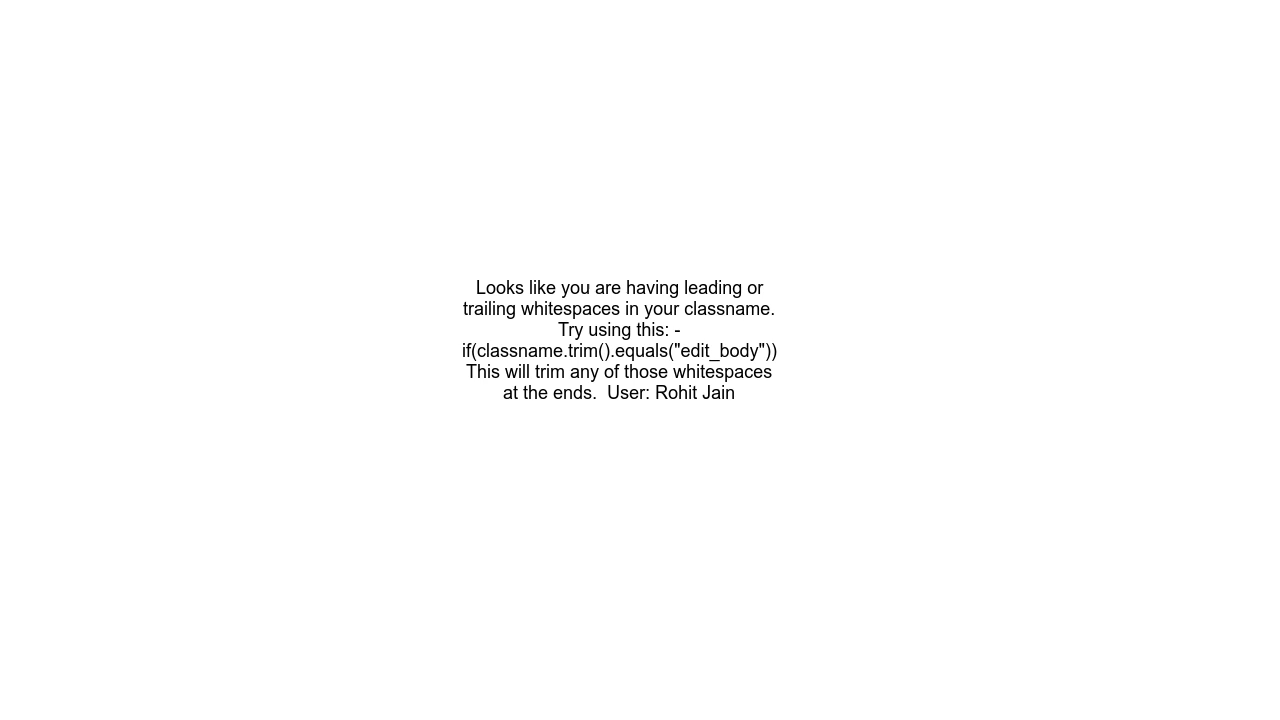 Looks like you are having leading or
trailing whitespaces in your classname.
Try using this: -
if(classname.trim().equals("edit_body"))
This will trim any of those whitespaces
at the ends.  User: Rohit Jain